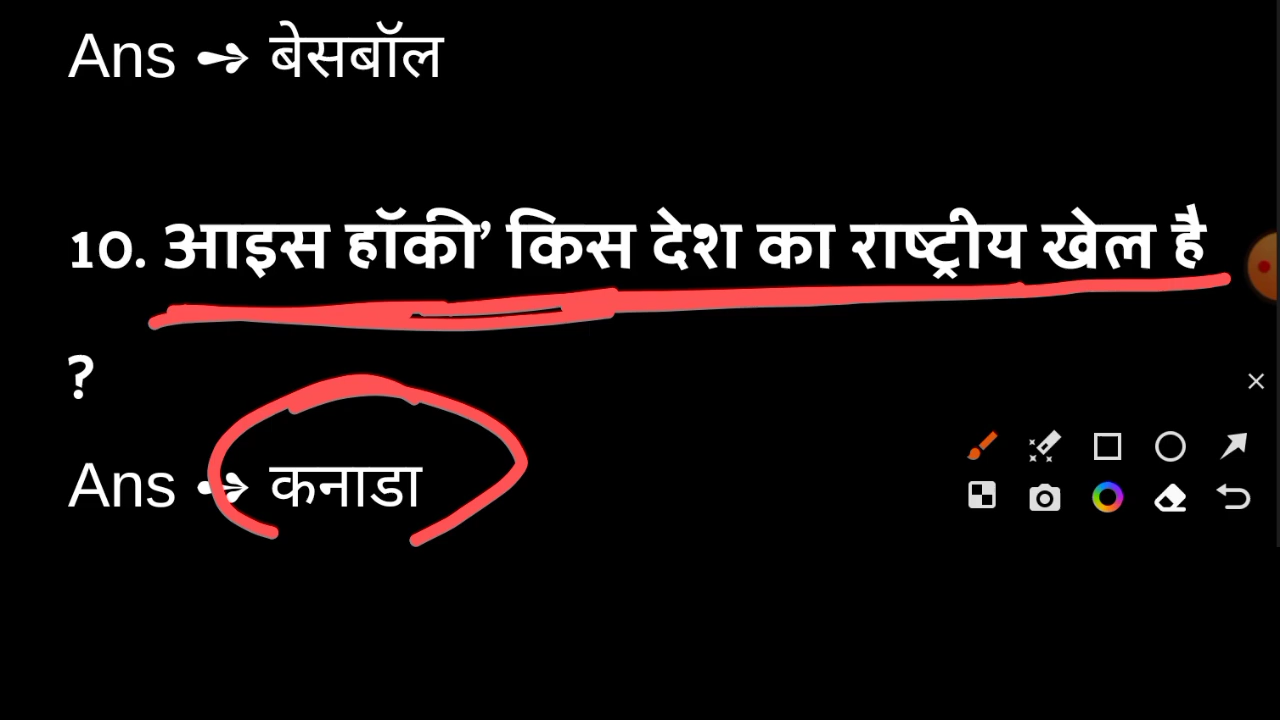 Ans ➺ बेसबॉल
10. आइस हॉकी’ किस देश का राष्ट्रीय खेल है
?
Ans ➺ कनाडा